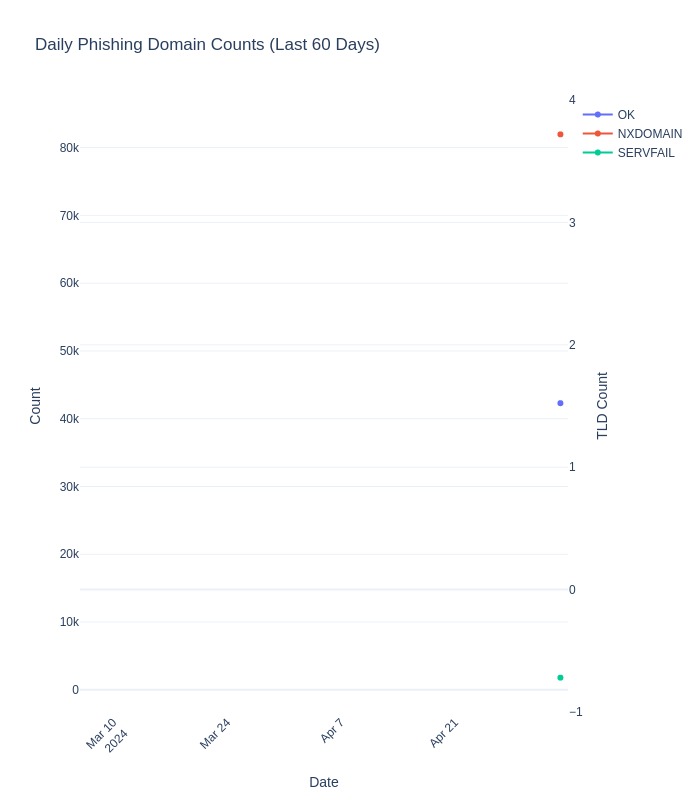 Daily Phishing Domain Counts (Last 60 Days)
4
OK
NXDOMAIN
SERVFAIL
80k
70k
3
60k
2
50k
Count
TLD Count
40k
1
30k
20k
0
10k
0
−1
Mar 10
2024
Mar 24
Apr 7
Apr 21
Date